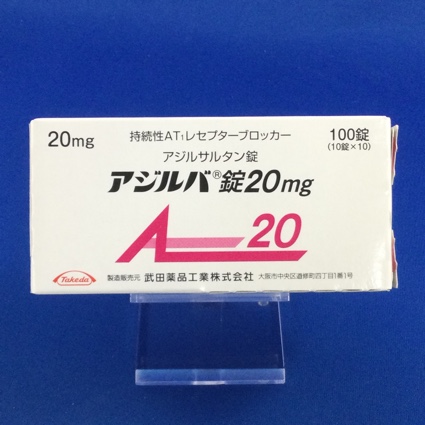 20mg
持続性AT₁レセプターブロッカー
100錠
(10錠×10)
アジルサルタン錠
アジルバ®錠20mg
A 20
Takeda
製造販売元 武田薬品工業株式会社 大阪市中央区道修町四丁目1番1号